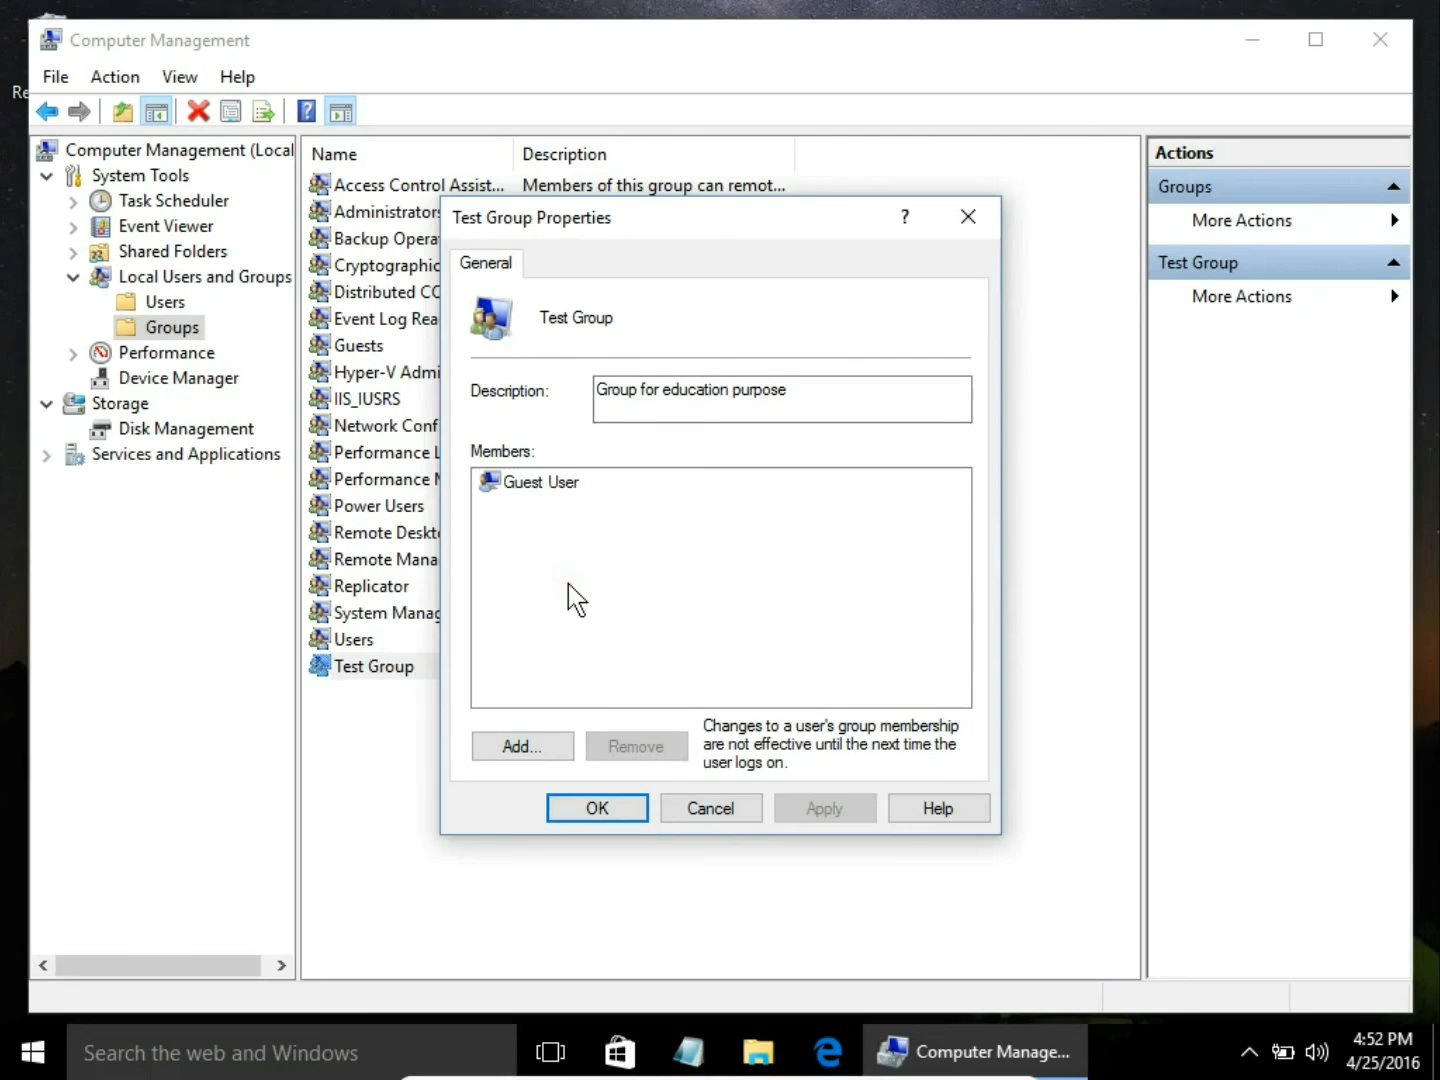 Computer Management
File Action View Help
Re
Computer Management (Local
System Tools
Task Scheduler
Event Viewer
Shared Folders
Local Users and Groups
Users
Groups
Performance
Device Manager
Storage
Disk Management
Services and Applications
Name Description
Access Control Assist... Members of this group can remot...
Administrators
Backup Opera
Cryptographic
Distributed CO
Event Log Rea
Guests
Hyper-V Admi
IIS_IUSRS
Network Conf
Performance L
Performance M
Power Users
Remote Deskto
Remote Mana
Replicator
System Manag
Users
Test Group
Test Group Properties ?
General
Test Group
Description: Group for education purpose
Members:
Guest User
Add... Remove
Changes to a user's group membership
are not effective until the next time the
user logs on.
OK Cancel Apply Help
Actions
Groups
More Actions
Test Group
More Actions
Search the web and Windows
Computer Manage...
4:52 PM
4/25/2016